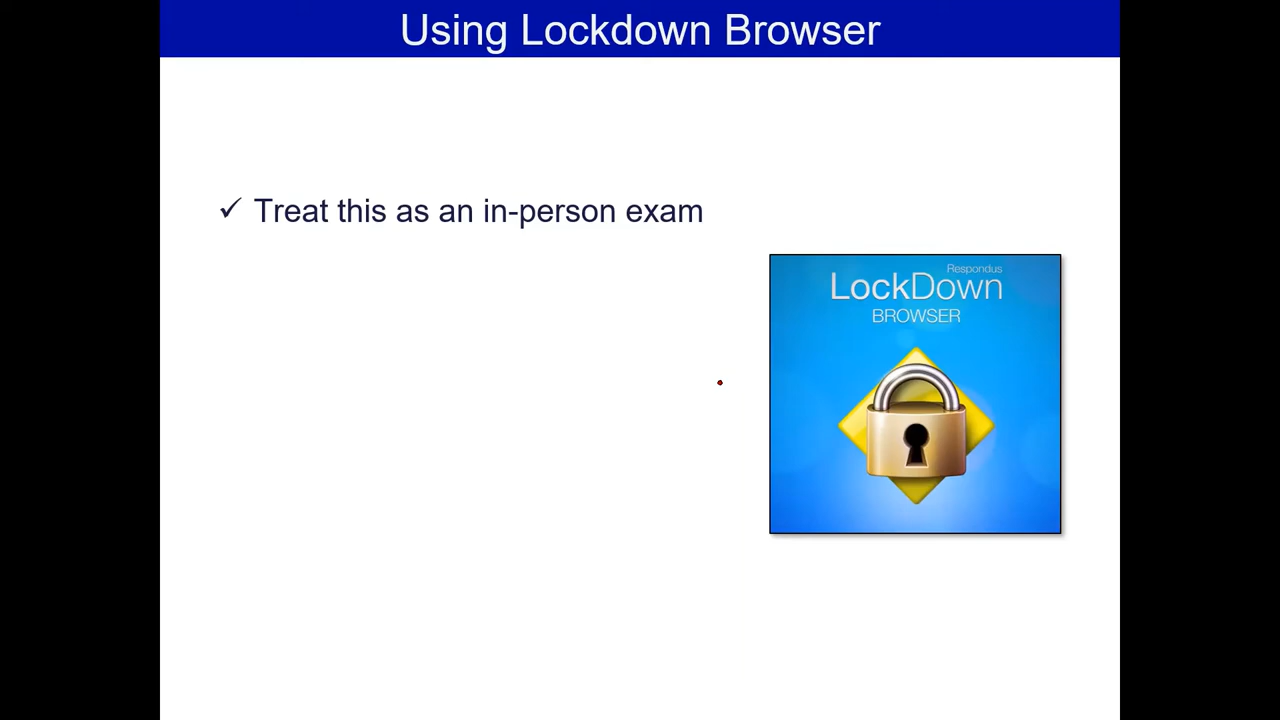 Using Lockdown Browser
✓ Treat this as an in-person exam
Respondus
LockDown
BROWSER